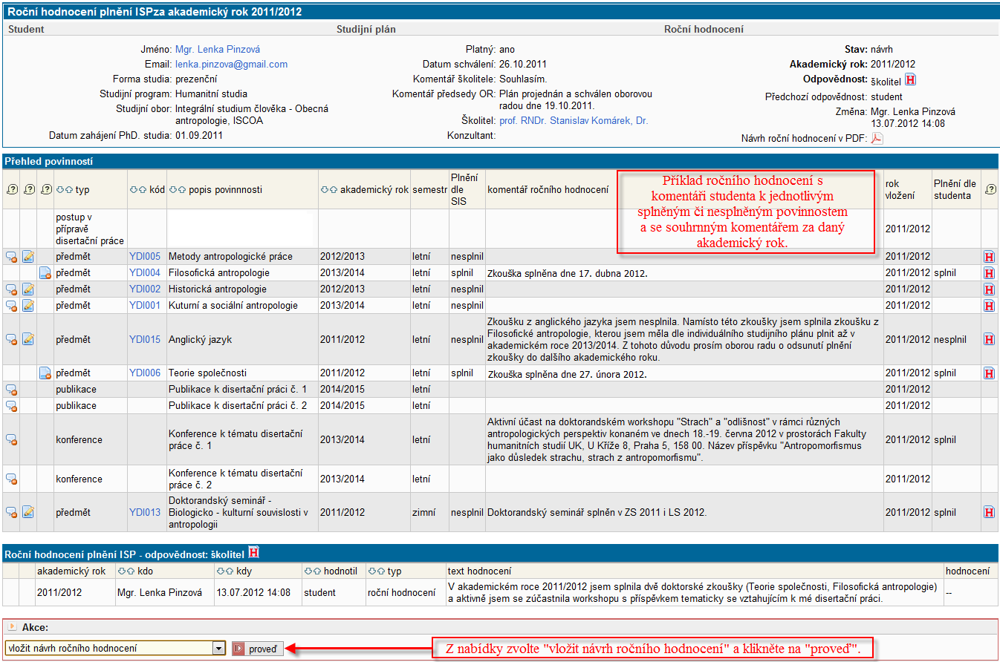 Roční hodnocení plnění ISPza akademický rok 2011/2012
Student Studijní plán Roční hodnocení
Jméno: Mgr. Lenka Pinzová
Email: lenka.pinzova@gmail.com
Forma studia: prezenční
Studijní program: Humanitní studia
Studijní obor: Integrální studium člověka - Obecná
antropologie, ISCOA
Datum zahájení PhD. studia: 01.09.2011
Platný: ano
Datum schválení: 26.10.2011
Komentář školitele: Souhlasím.
Komentář předsedy OR: Plán projednán a schválen oborovou
radou dne 19.10.2011.
Školitel: prof. RNDr. Stanislav Komárek, Dr.
Konzultant:
Stav: návrh
Akademický rok: 2011/2012
Odpovědnost: školitel H
Předchozí odpovědnost: student
Změna: Mgr. Lenka Pinzová
13.07.2012 14:08
Návrh roční hodnocení v PDF:
Přehled povinností
typ kód popis povinnnosti akademický rok semestr Plnění dle SIS komentář ročního hodnocení rok vložení Plnění dle studenta
Příklad ročního hodnocení s
komentáři studenta k jednotlivým
splněným či nesplněným povinnostem
a se souhrnným komentářem za daný
akademický rok.
postup v
přípravě
disertační práce 2011/2012
předmět YDI005 Metody antropologické práce 2012/2013 letní nesplnil 2011/2012 H
předmět YDI004 Filosofická antropologie 2013/2014 letní splnil Zkouška splněna dne 17. dubna 2012. 2011/2012 splnil H
předmět YDI002 Historická antropologie 2012/2013 letní nesplnil 2011/2012 H
předmět YDI001 Kuturní a sociální antropologie 2013/2014 letní nesplnil 2011/2012 H
předmět YDI015 Anglický jazyk 2011/2012 letní nesplnil Zkoušku z anglického jazyka jsem nesplnila. Namísto této zkoušky jsem splnila zkoušku z
Filosofické antropologie, kterou jsem měla dle individuálního studijního plánu plnit až v
akademickém roce 2013/2014. Z tohoto důvodu prosím oborou radu o odsunutí plnění
zkoušky do dalšího akademického roku. 2011/2012 nesplnil H
předmět YDI006 Teorie společnosti 2011/2012 letní splnil Zkouška splněna dne 27. února 2012. 2011/2012 splnil H
publikace Publikace k disertační práci č. 1 2014/2015 letní 2011/2012
publikace Publikace k disertační práci č. 2 2014/2015 letní 2011/2012
konference Konference k tématu disertační
práce č. 1 2013/2014 letní Aktivní účast na doktorandském workshopu "Strach" a "odlišnost" v rámci různých
antropologických perspektiv konaném ve dnech 18.-19. června 2012 v prostorách Fakulty
humanitních studií UK, U Kříže 8, Praha 5, 158 00. Název příspěvku "Antropomorfismus
jako důsledek strachu, strach z antropomorfismu". 2011/2012 splnil
konference Konference k tématu disertační
práce č. 2 2013/2014 letní 2011/2012
předmět YDI013 Doktorandský seminář -
Biologicko - kulturní souvislosti v
antropologii 2011/2012 zimní nesplnil Doktorandský seminář splněn v ZS 2011 i LS 2012. 2011/2012 splnil H
Roční hodnocení plnění ISP - odpovědnost: školitel H
akademický rok kdo kdy hodnotil typ text hodnocení hodnocení
2011/2012 Mgr. Lenka Pinzová 13.07.2012 14:08 student roční hodnocení V akademickém roce 2011/2012 jsem splnila dvě doktorské zkoušky (Teorie společnosti, Filosofická antropologie)
a aktivně jsem se zúčastnila workshopu s příspěvkem tematicky se vztahujícím k mé disertační práci. --
Akce:
vložit návrh ročního hodnocení proveď
Z nabídky zvolte "vložit návrh ročního hodnocení" a klikněte na "proveď".